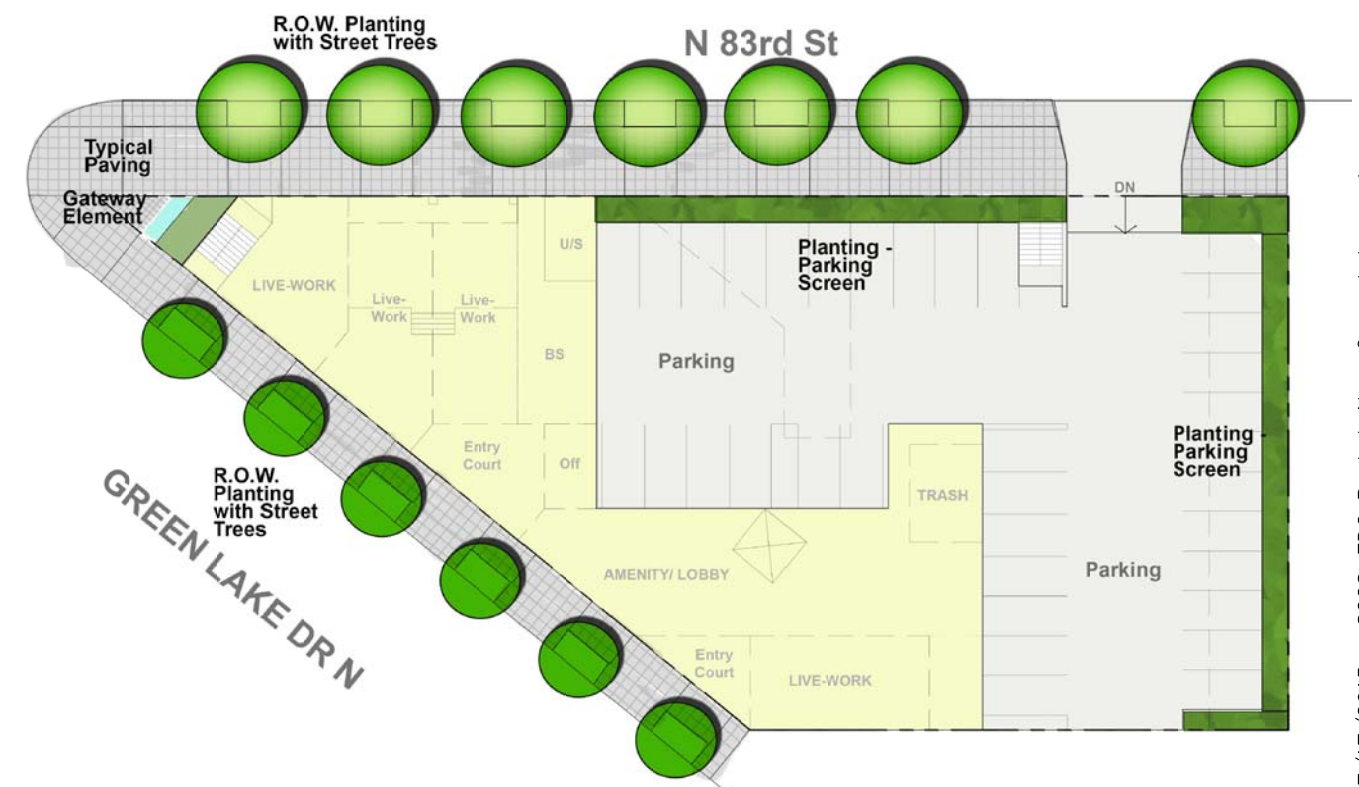 R.O.W. Planting
with Street Trees
N 83rd St
Typical
Paving
Gateway
Element
DN
U/S
Planting -
Parking
Screen
LIVE-WORK
Live-
Work
Live-
Work
BS
Parking
Entry
Court
Off
Planting -
Parking
Screen
R.O.W.
Planting
with Street
Trees
GREEN LAKE DR N
TRASH
AMENITY/ LOBBY
Parking
Entry
Court
LIVE-WORK